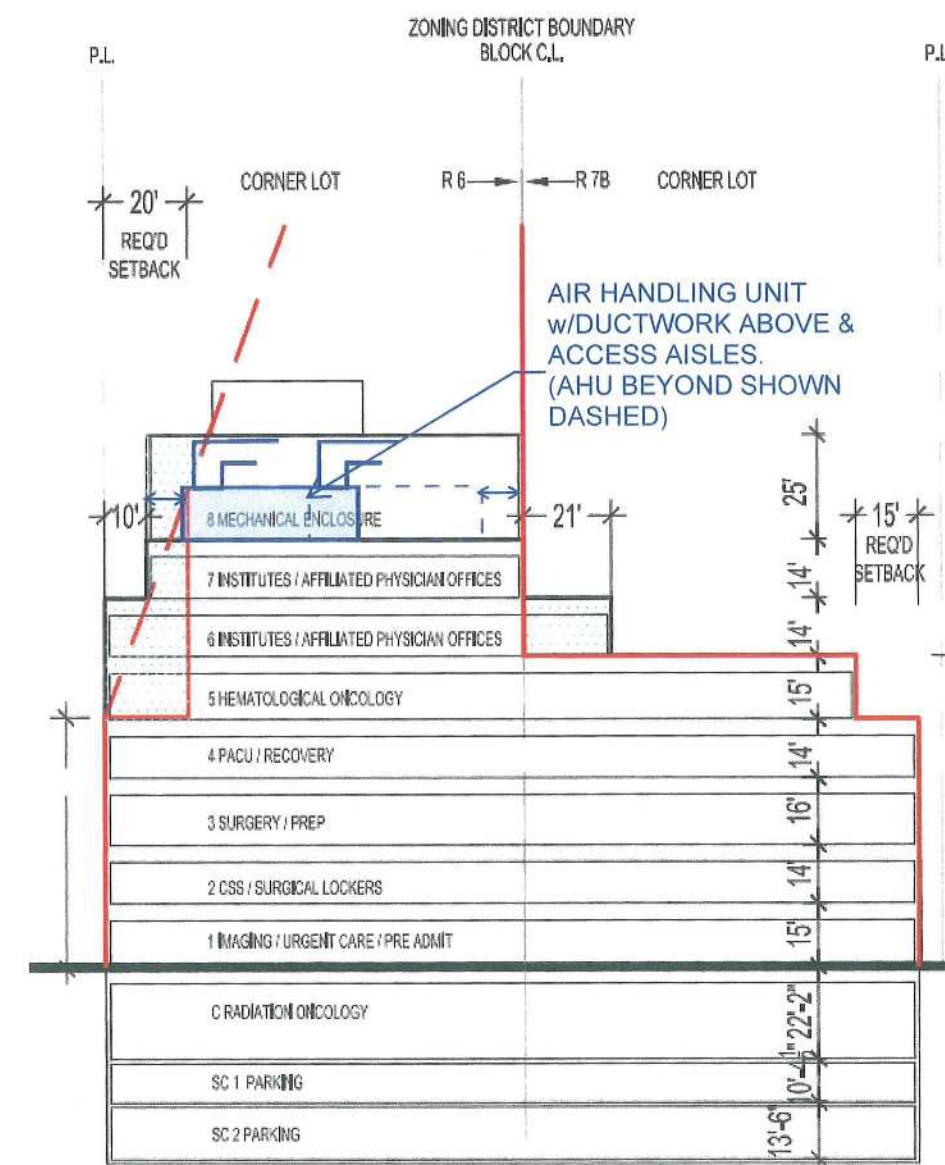 ZONING DISTRICT BOUNDARY
BLOCK C.L.
P.L.
P.L
CORNER LOT
R 6
R 7B
CORNER LOT
20'
REQ'D
SETBACK
AIR HANDLING UNIT
w/DUCTWORK ABOVE &
ACCESS AISLES.
(AHU BEYOND SHOWN
DASHED)
25'
10'
8 MECHANICAL ENCLOSURE
21'
15'
REQ'D
SETBACK
7 INSTITUTES / AFFILIATED PHYSICIAN OFFICES
14'
6 INSTITUTES / AFFILIATED PHYSICIAN OFFICES
14'
5 HEMATOLOGICAL ONCOLOGY
15'
4 PACU / RECOVERY
14'
3 SURGERY / PREP
16'
2 CSS / SURGICAL LOCKERS
14'
1 IMAGING / URGENT CARE / PRE ADMIT
15'
C RADIATION ONCOLOGY
22'-2"
SC 1 PARKING
SC 2 PARKING
13'-6"